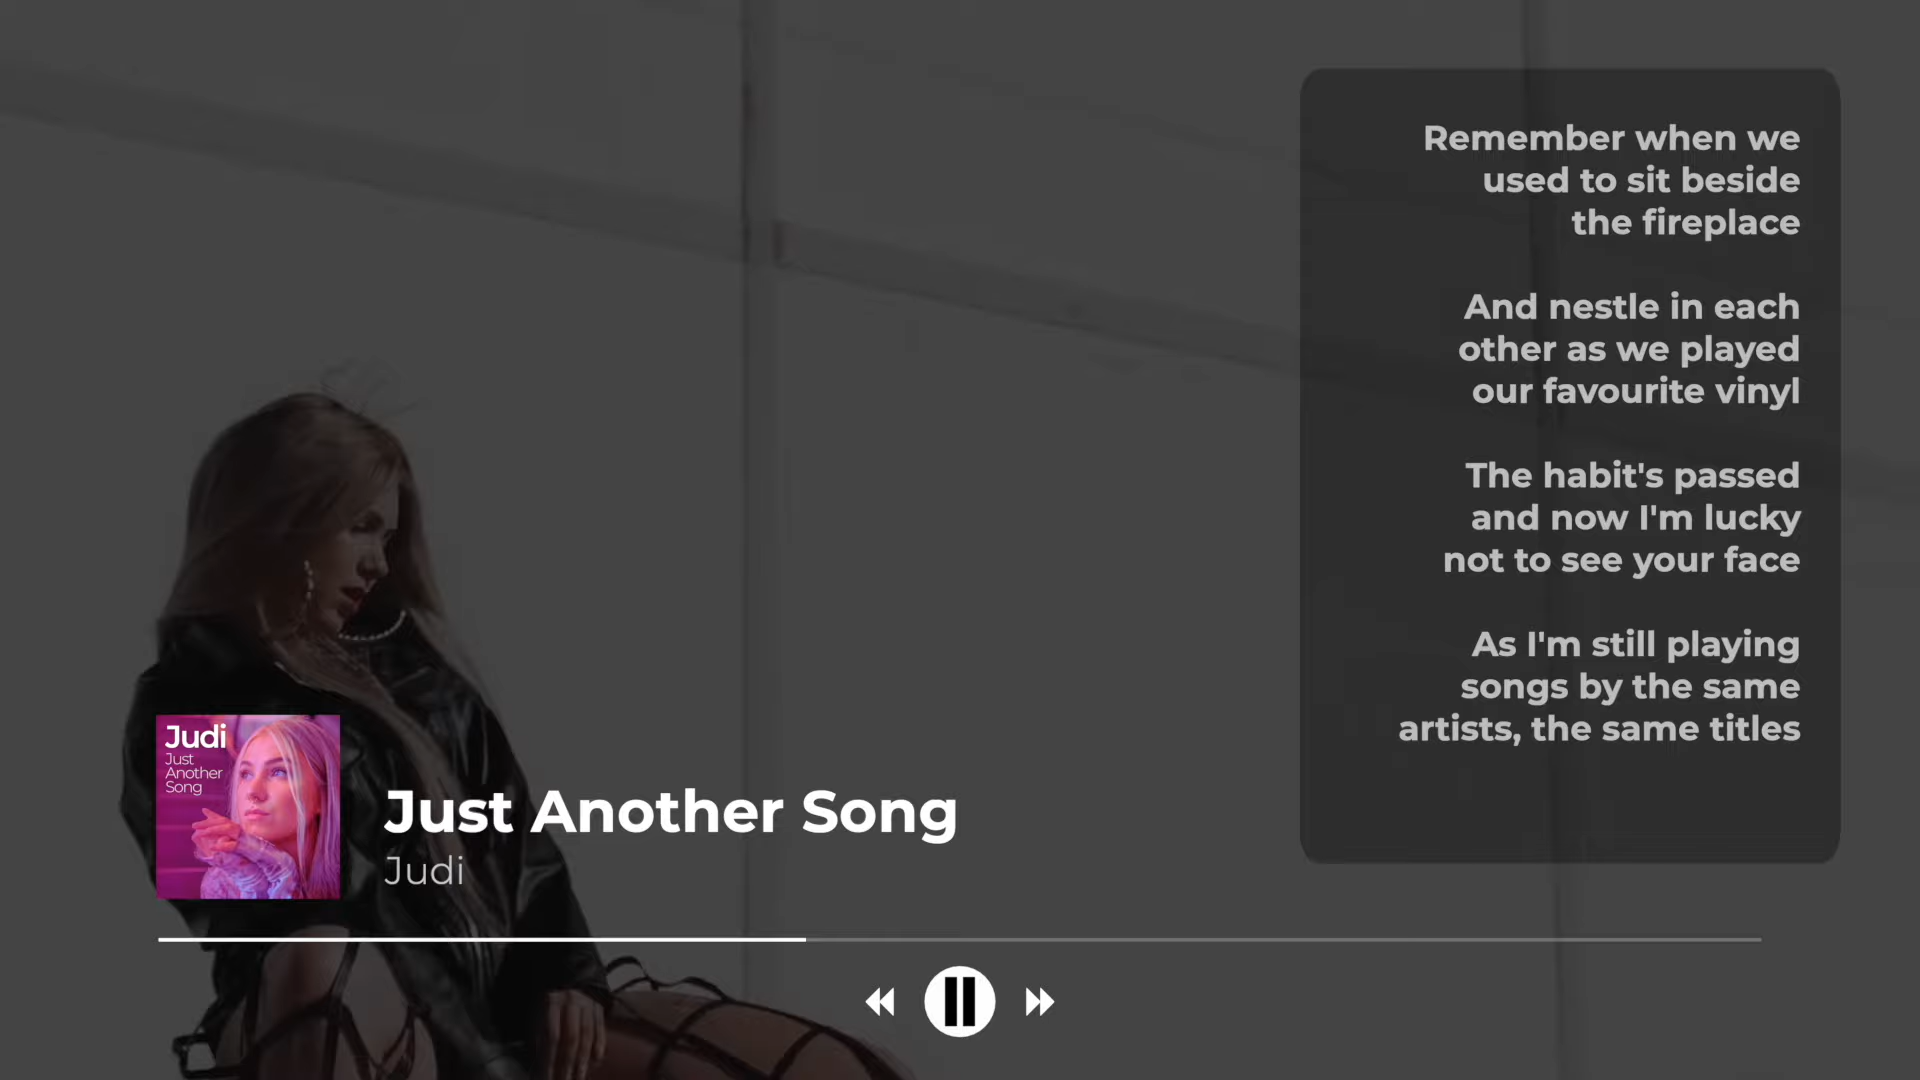 Remember when we
used to sit beside
the fireplace
And nestle in each
other as we played
our favourite vinyl
The habit's passed
and now I'm lucky
not to see your face
As I'm still playing
songs by the same
artists, the same titles
Judi
Just
Another
Song
Just Another Song
Judi